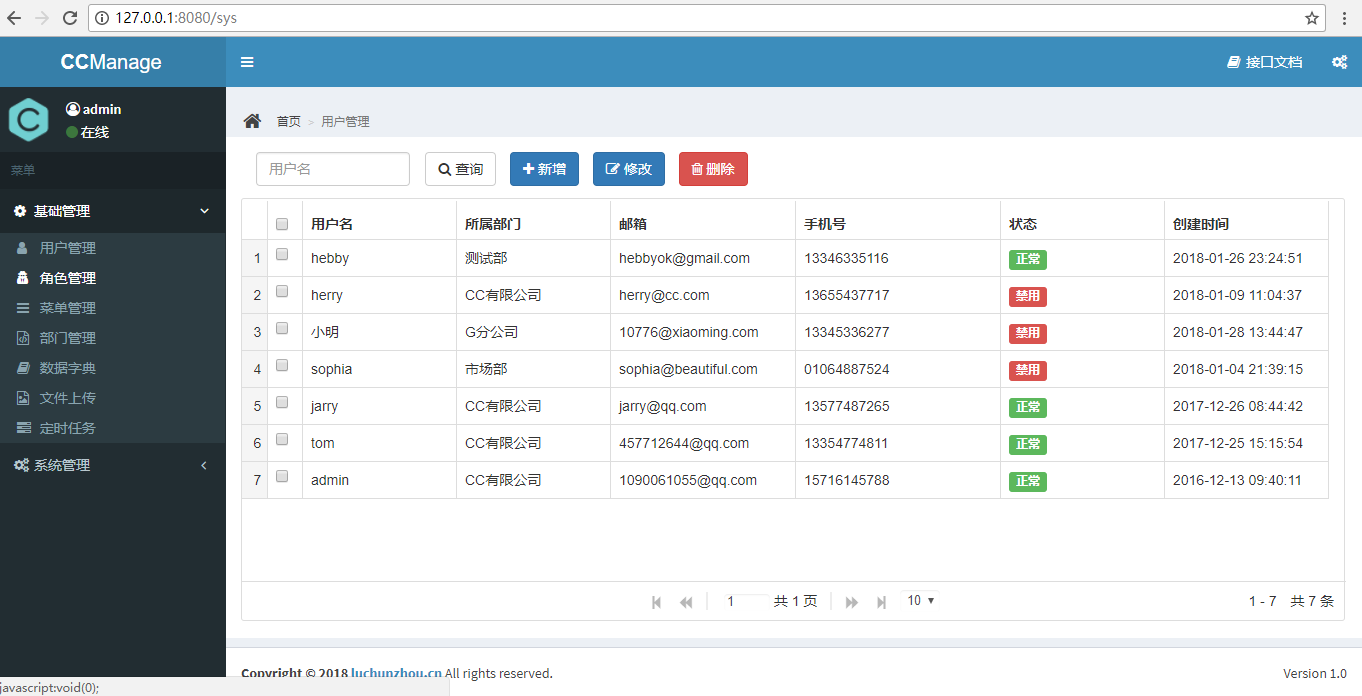 127.0.0.1:8080/sys
CCManage
接口文档
admin
在线
首页 > 用户管理
菜单
用户名 查询 新增 修改 删除
基础管理
用户管理
角色管理
菜单管理
部门管理
数据字典
文件上传
定时任务
系统管理
用户名 所属部门 邮箱 手机号 状态 创建时间
1 hebby 测试部 hebbyok@gmail.com 13346335116 正常 2018-01-26 23:24:51
2 herry CC有限公司 herry@cc.com 13655437717 禁用 2018-01-09 11:04:37
3 小明 G分公司 10776@xiaoming.com 13345336277 禁用 2018-01-28 13:44:47
4 sophia 市场部 sophia@beautiful.com 01064887524 禁用 2018-01-04 21:39:15
5 jarry CC有限公司 jarry@qq.com 13577487265 正常 2017-12-26 08:44:42
6 tom CC有限公司 457712644@qq.com 13354774811 正常 2017-12-25 15:15:54
7 admin CC有限公司 1090061055@qq.com 15716145788 正常 2016-12-13 09:40:11
1 共 1 页 10 1 - 7 共 7 条
Copyright © 2018 luchunzhou.cn All rights reserved. Version 1.0
javascript:void(0);